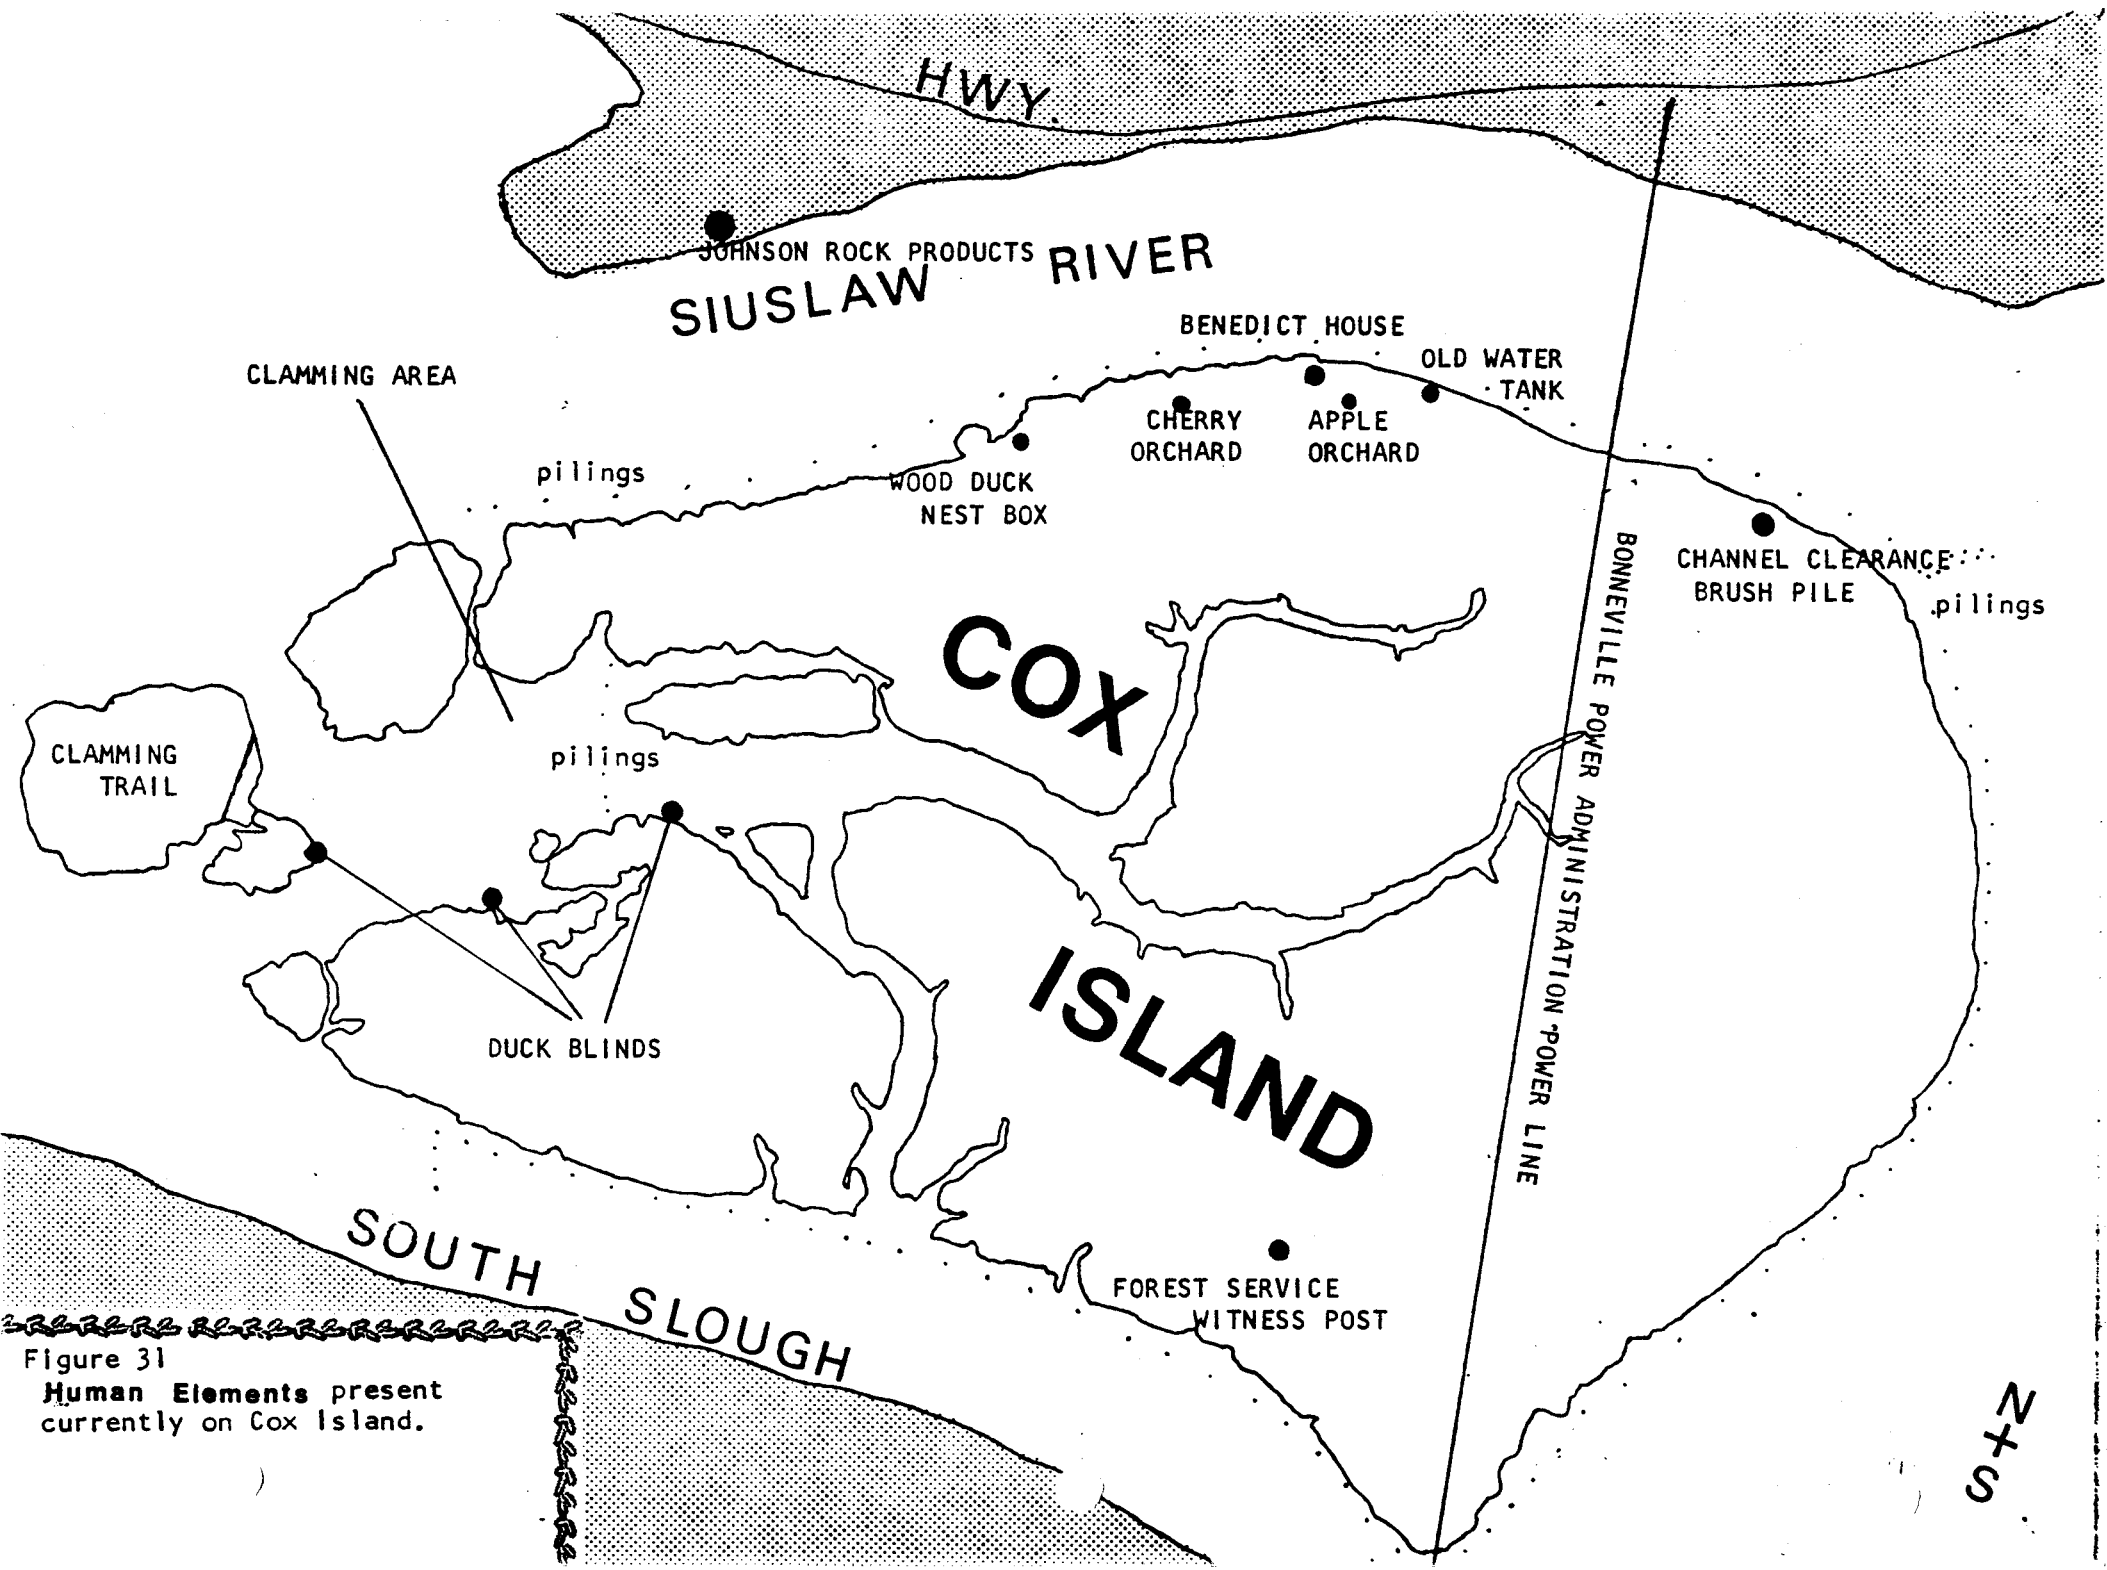 HWY.
JOHNSON ROCK PRODUCTS
SIUSLAW RIVER
BENEDICT HOUSE
OLD WATER
TANK
CLAMMING AREA
CHERRY
ORCHARD
APPLE
ORCHARD
pilings
WOOD DUCK
NEST BOX
CHANNEL CLEARANCE
BRUSH PILE
pilings
COX
ISLAND
BONNEVILLE POWER ADMINISTRATION POWER LINE
CLAMMING
TRAIL
pilings
DUCK BLINDS
SOUTH SLOUGH
FOREST SERVICE
WITNESS POST
Figure 31
Human Elements present
currently on Cox Island.
N
S